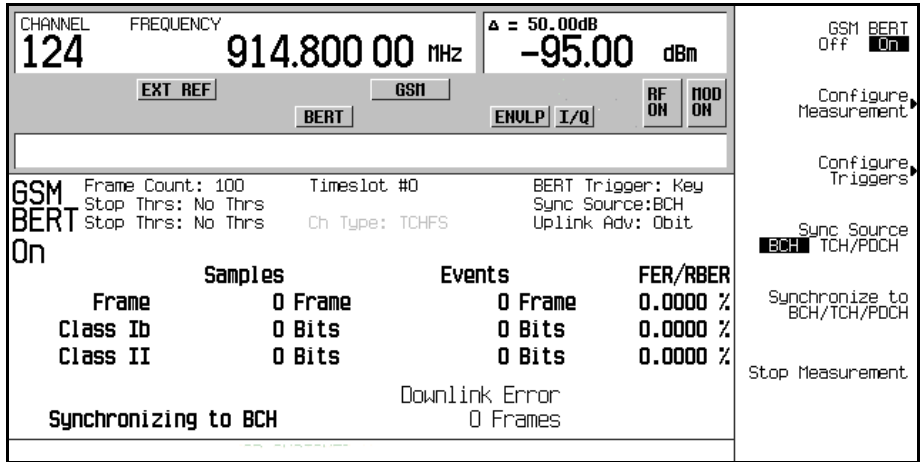 CHANNEL FREQUENCY Δ = 50.00dB
124 914.800 00 MHz -95.00 dBm
EXT REF GSM
BERT ENVLP I/Q RF ON MOD ON
GSM BERT On
Frame Count: 100 Timeslot #0 BERT Trigger: Key
Stop Thrs: No Thrs Sync Source:BCH
Stop Thrs: No Thrs Ch Type: TCHFS Uplink Adv: 0bit
Samples Events FER/RBER
Frame 0 Frame 0 Frame 0.0000 %
Class Ib 0 Bits 0 Bits 0.0000 %
Class II 0 Bits 0 Bits 0.0000 %
Downlink Error
Synchronizing to BCH 0 Frames
GSM BERT
Off On
Configure
Measurement
Configure
Triggers
Sync Source
BCH TCH/PDCH
Synchronize to
BCH/TCH/PDCH
Stop Measurement